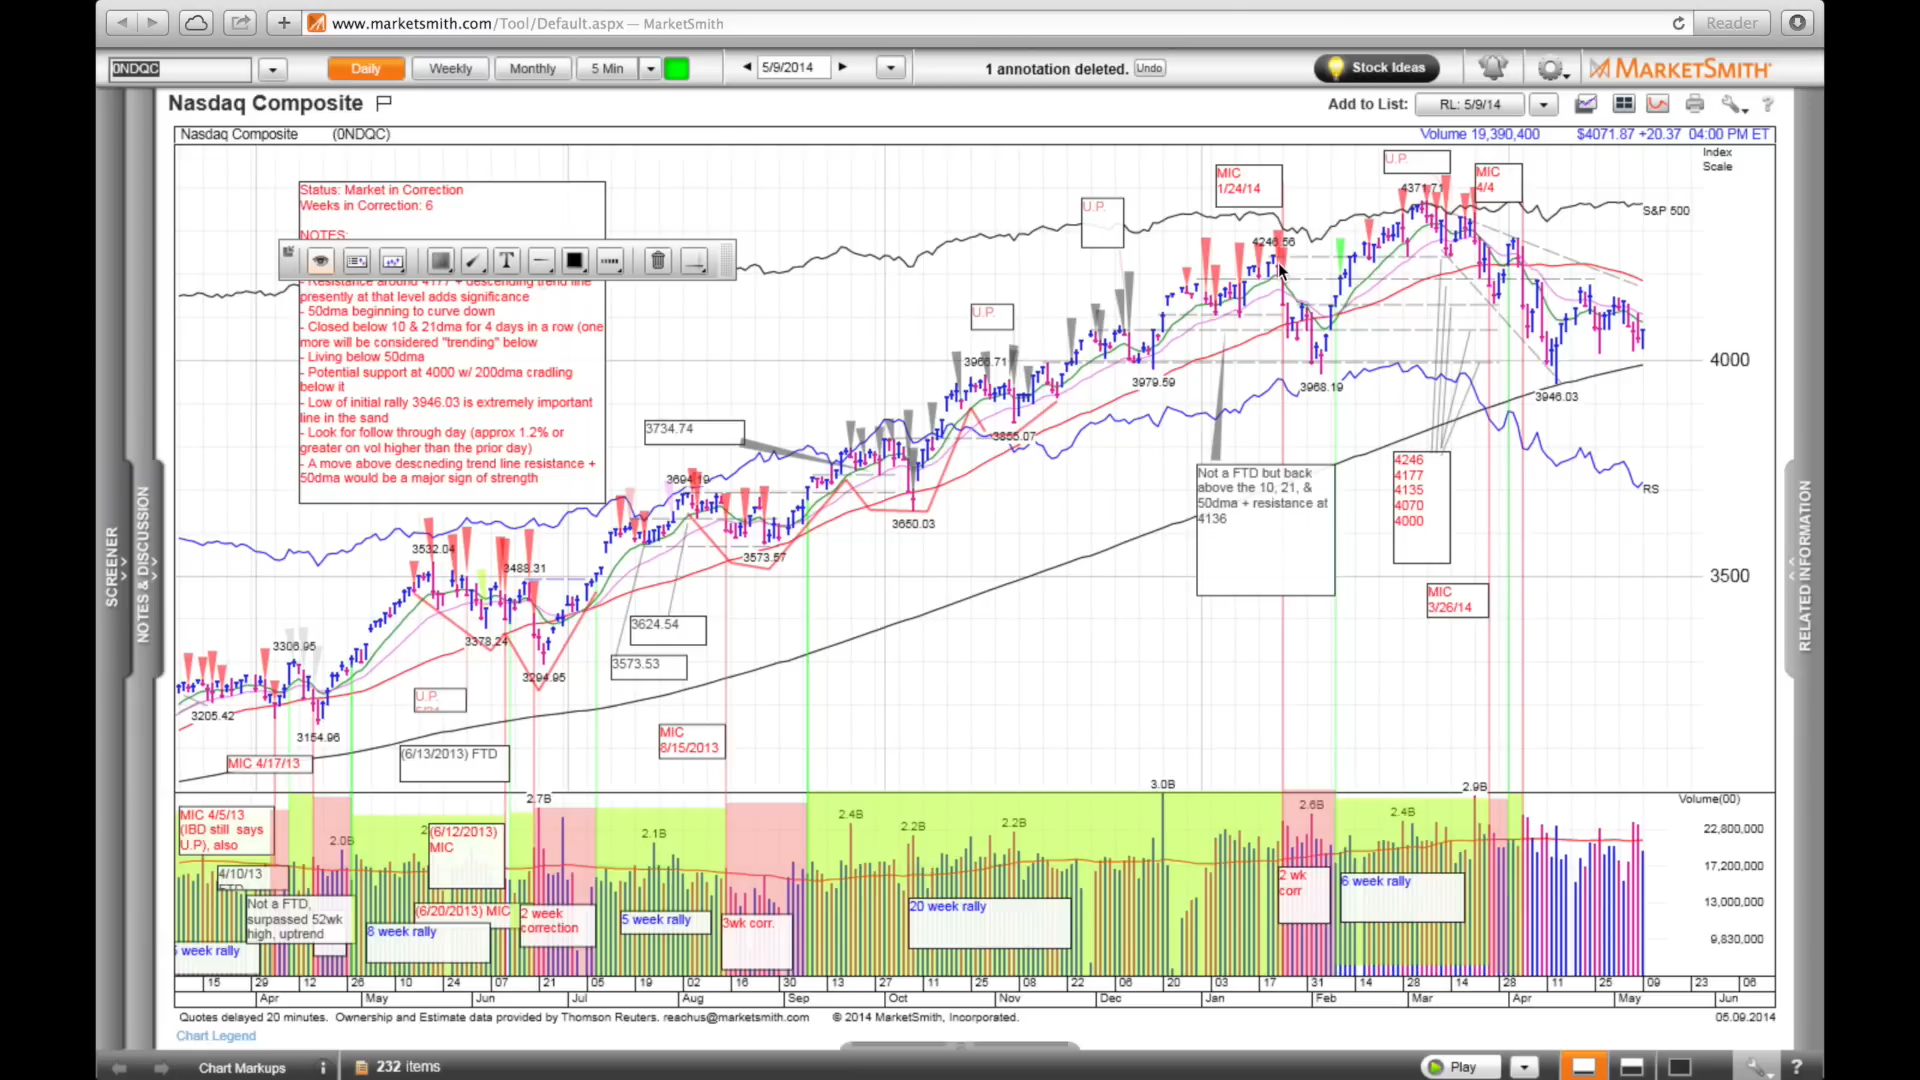 www.marketsmith.com/Tool/Default.aspx — MarketSmith
Reader
0NDQC
Daily
Weekly
Monthly
5 Min
5/9/2014
1 annotation deleted.
Undo
Stock Ideas
MARKETSMITH
Nasdaq Composite
Add to List:
RL: 5/9/14
Nasdaq Composite (0NDQC)
Volume 19,390,400 $4071.87 +20.37 04:00 PM ET
Index
Scale
Status: Market in Correction
Weeks in Correction: 6
NOTES:
- Resistance around 4177 + descending trend line
presently at that level adds significance
- 50dma beginning to curve down
- Closed below 10 & 21dma for 4 days in a row (one
more will be considered "trending" below
- Living below 50dma
- Potential support at 4000 w/ 200dma cradling
below it
- Low of initial rally 3946.03 is extremely important
line in the sand
- Look for follow through day (approx 1.2% or
greater on vol higher than the prior day)
- A move above descneding trend line resistance +
50dma would be a major sign of strength
U.P.
MIC
1/24/14
U.P.
4371.71
MIC
4/4
S&P 500
4246.56
U.P.
3966.71
3979.59
3968.19
3946.03
4000
3734.74
3855.07
3694.19
3650.03
3573.57
RS
Not a FTD but back
above the 10, 21, &
50dma + resistance at
4136
4246
4177
4135
4070
4000
3532.04
3488.31
3500
MIC
3/26/14
3624.54
3573.53
3378.24
3306.95
3294.95
U.P.
3205.42
3154.96
MIC 4/17/13
(6/13/2013) FTD
MIC
8/15/2013
Volume(00)
22,800,000
17,200,000
13,000,000
9,830,000
2.0B
2.7B
2.1B
2.4B
2.2B
2.2B
3.0B
2.6B
2.4B
2.9B
MIC 4/5/13
(IBD still says
U.P), also
4/10/13
FTD
Not a FTD,
surpassed 52wk
high, uptrend
week rally
(6/12/2013)
MIC
(6/20/2013) MIC
8 week rally
2 week
correction
5 week rally
3wk corr.
20 week rally
2 wk
corr
6 week rally
15 29 12 26 10 24 07 21 05 19 02 16 30 13 27 11 25 08 22 06 20 03 17 31 14 28 14 28 11 25 09 23 06
Apr May Jun Jul Aug Sep Oct Nov Dec Jan Feb Mar Apr May Jun
Quotes delayed 20 minutes. Ownership and Estimate data provided by Thomson Reuters. reachus@marketsmith.com © 2014 MarketSmith, Incorporated.
05.09.2014
Chart Legend
SCREENER
NOTES & DISCUSSION
RELATED INFORMATION
Chart Markups
232 items
Play